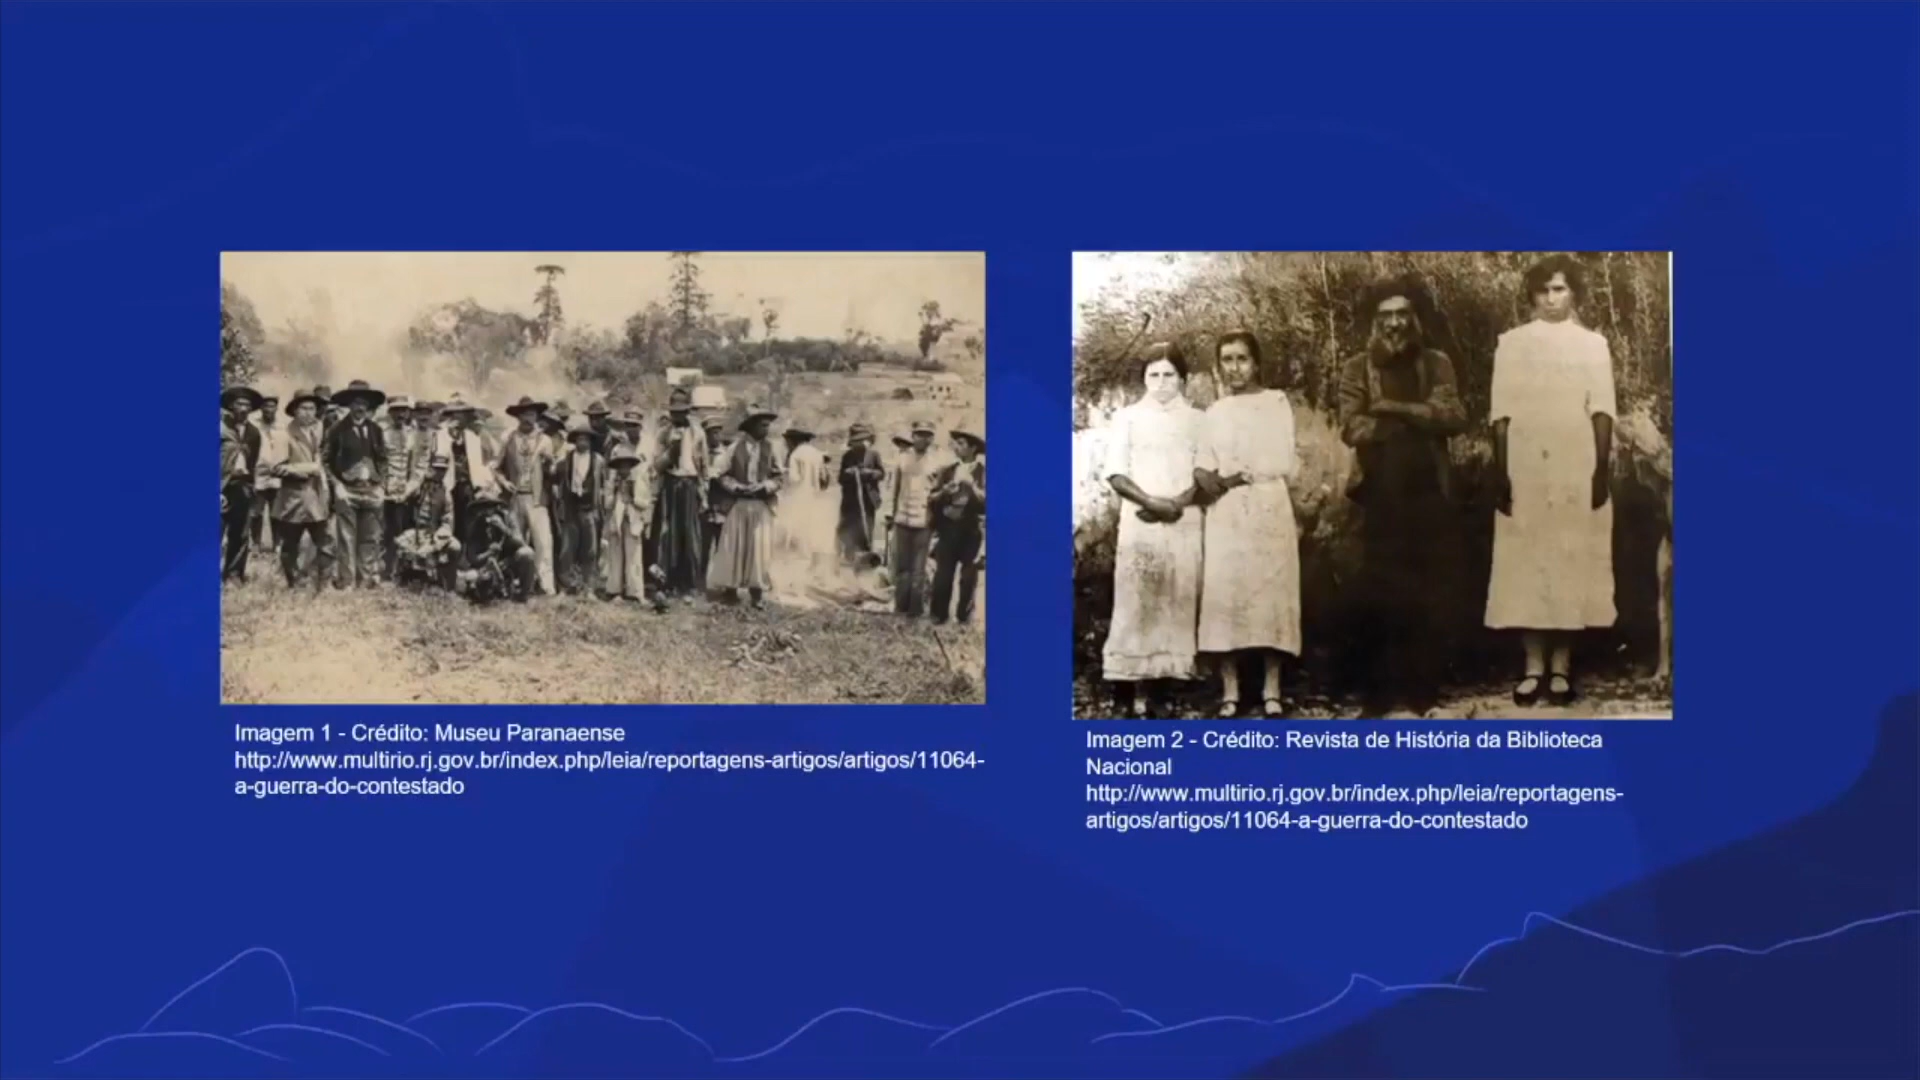 Imagem 1 - Crédito: Museu Paranaense
http://www.multirio.rj.gov.br/index.php/leia/reportagens-artigos/artigos/11064-
a-guerra-do-contestado
Imagem 2 - Crédito: Revista de História da Biblioteca
Nacional
http://www.multirio.rj.gov.br/index.php/leia/reportagens-
artigos/artigos/11064-a-guerra-do-contestado